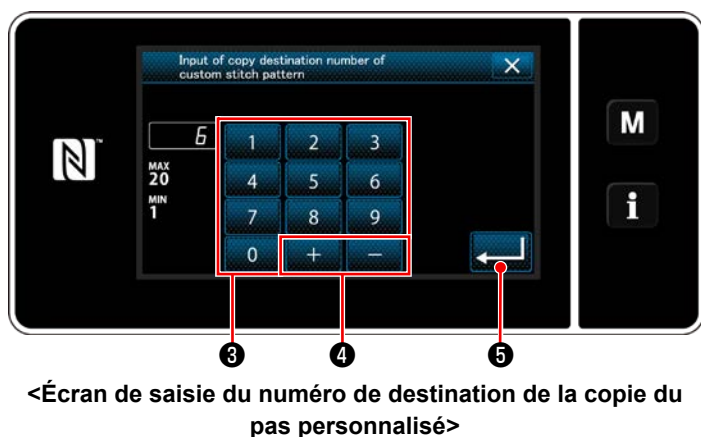 Input of copy destination number of
custom stitch pattern
6
1 2 3
MAX
20
4 5 6
MIN
1
7 8 9
0 + −
M
i
N™
❸ ❹ ❺
<Écran de saisie du numéro de destination de la copie du
pas personnalisé>